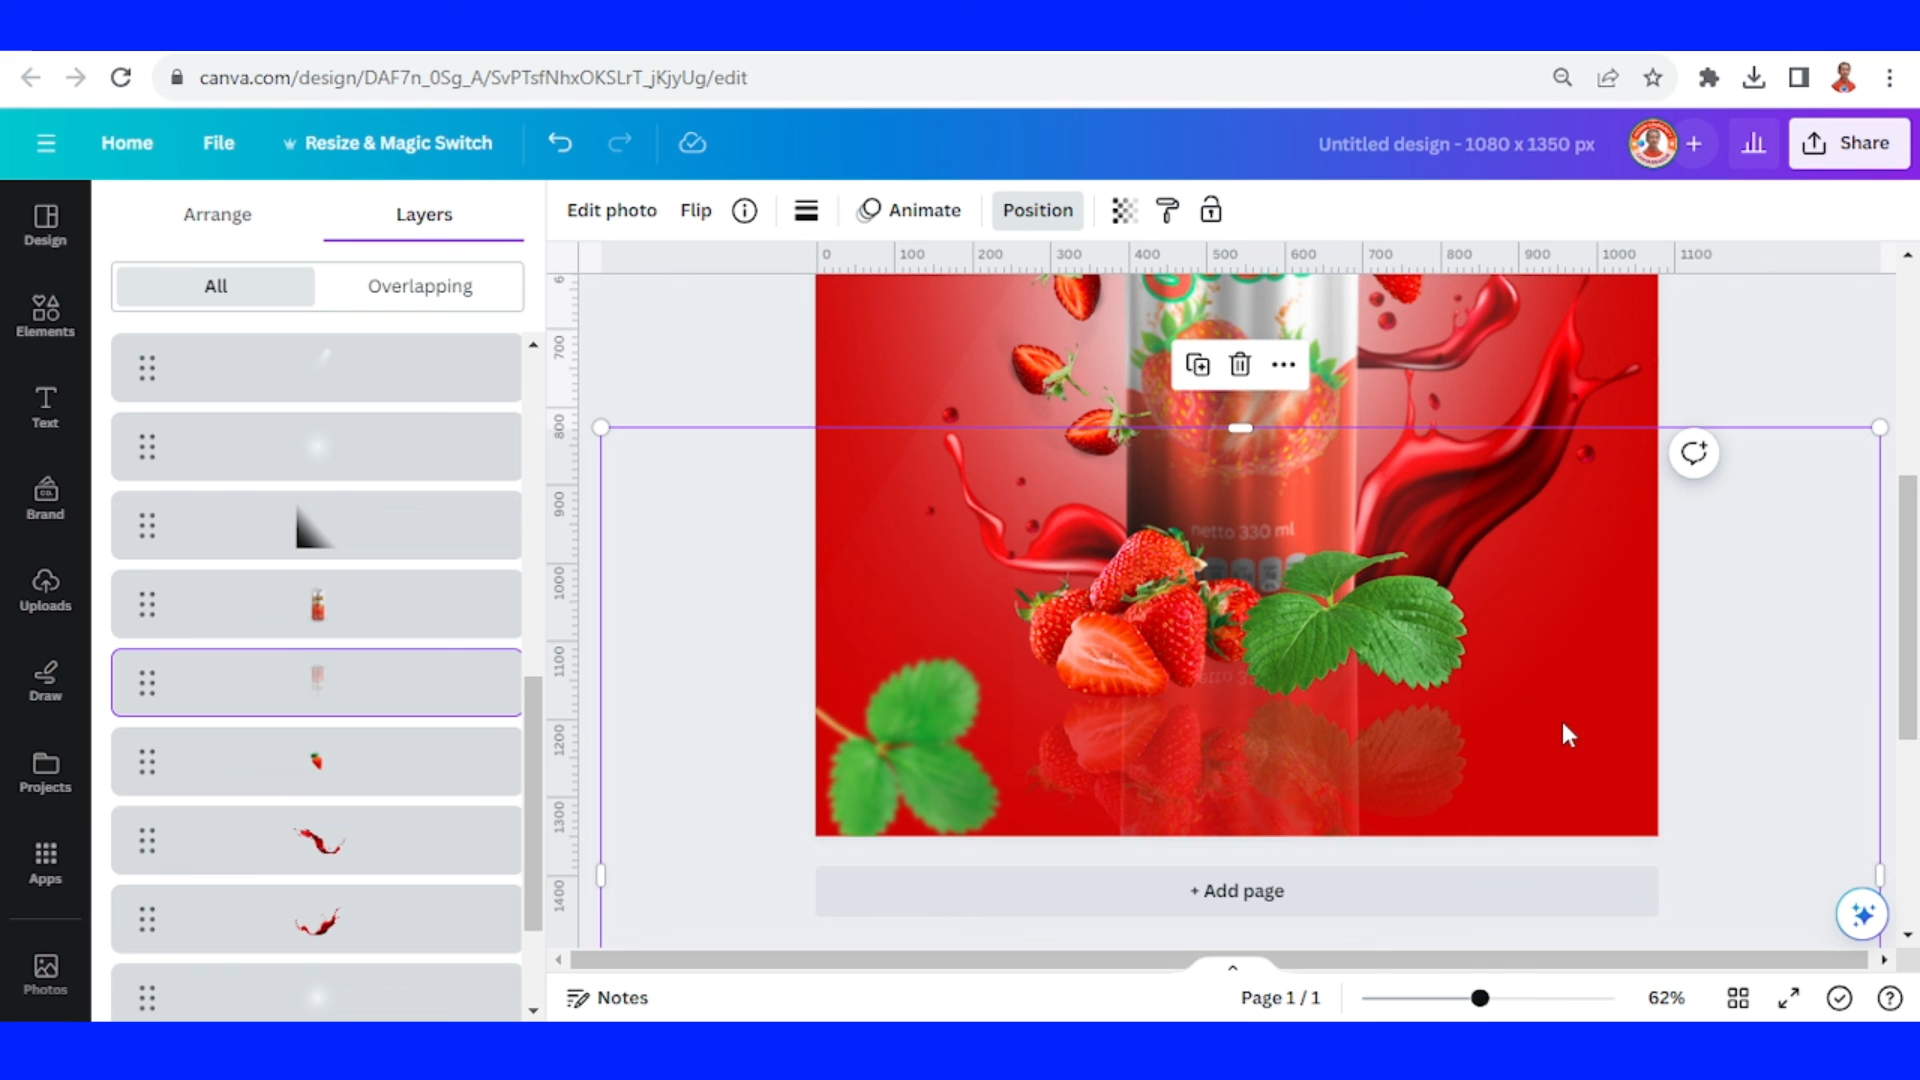 canva.com/design/DAF7n_0Sg_A/SvPTsfNhxOKSLrT_jKjyUg/edit
Home File Resize & Magic Switch Untitled design - 1080 x 1350 px Share
Arrange Layers Edit photo Flip Animate Position
All Overlapping
0 100 200 300 400 500 600 700 800 900 1000 1100
6
700
800
900
1000
1100
1200
1300
1400
Design
Elements
Text
CO.
Brand
Uploads
Draw
Projects
Apps
Photos
netto 330 ml
+ Add page
Notes Page 1 / 1 62%